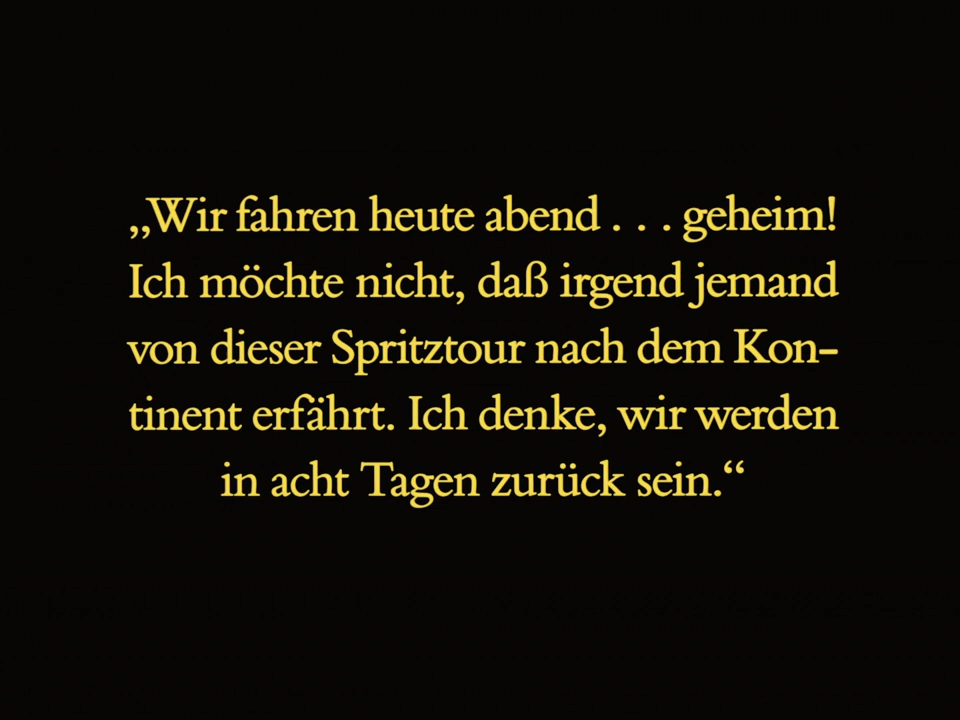 „Wir fahren heute abend . . . geheim!
Ich möchte nicht, daß irgend jemand
von dieser Spritztour nach dem Kon-
tinent erfährt. Ich denke, wir werden
in acht Tagen zurück sein.“